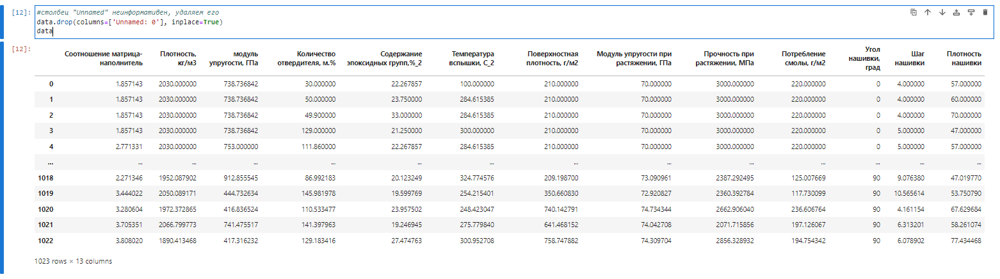 [12]: #столбец "Unnamed" неинформативен, удаляем его
data.drop(columns=['Unnamed: 0'], inplace=True)
data
[12]:
Соотношение матрица-наполнитель Плотность, кг/м3 модуль упругости, ГПа Количество отвердителя, м.% Содержание эпоксидных групп,%_2 Температура вспышки, С_2 Поверхностная плотность, г/м2 Модуль упругости при растяжении, ГПа Прочность при растяжении, МПа Потребление смолы, г/м2 Угол нашивки, град Шаг нашивки Плотность нашивки
0 1.857143 2030.000000 738.736842 30.000000 22.267857 100.000000 210.000000 70.000000 3000.000000 220.000000 0 4.000000 57.000000
1 1.857143 2030.000000 738.736842 50.000000 23.750000 284.615385 210.000000 70.000000 3000.000000 220.000000 0 4.000000 60.000000
2 1.857143 2030.000000 738.736842 49.900000 33.000000 284.615385 210.000000 70.000000 3000.000000 220.000000 0 4.000000 70.000000
3 1.857143 2030.000000 738.736842 129.000000 21.250000 300.000000 210.000000 70.000000 3000.000000 220.000000 0 5.000000 47.000000
4 2.771331 2030.000000 753.000000 111.860000 22.267857 284.615385 210.000000 70.000000 3000.000000 220.000000 0 5.000000 57.000000
... ... ... ... ... ... ... ... ... ... ... ... ... ...
1018 2.271346 1952.087902 912.855545 86.992183 20.123249 324.774576 209.198700 73.090961 2387.292495 125.007669 90 9.076380 47.019770
1019 3.444022 2050.089171 444.732634 145.981978 19.599769 254.215401 350.660830 72.920827 2360.392784 117.730099 90 10.565614 53.750790
1020 3.280604 1972.372865 416.836524 110.533477 23.957502 248.423047 740.142791 74.734344 2662.906040 236.606764 90 4.161154 67.629684
1021 3.705351 2066.799773 741.475517 141.397963 19.246945 275.779840 641.468152 74.042708 2071.715856 197.126067 90 6.313201 58.261074
1022 3.808020 1890.413468 417.316232 129.183416 27.474763 300.952708 758.747882 74.309704 2856.328932 194.754342 90 6.078902 77.434468
1023 rows × 13 columns